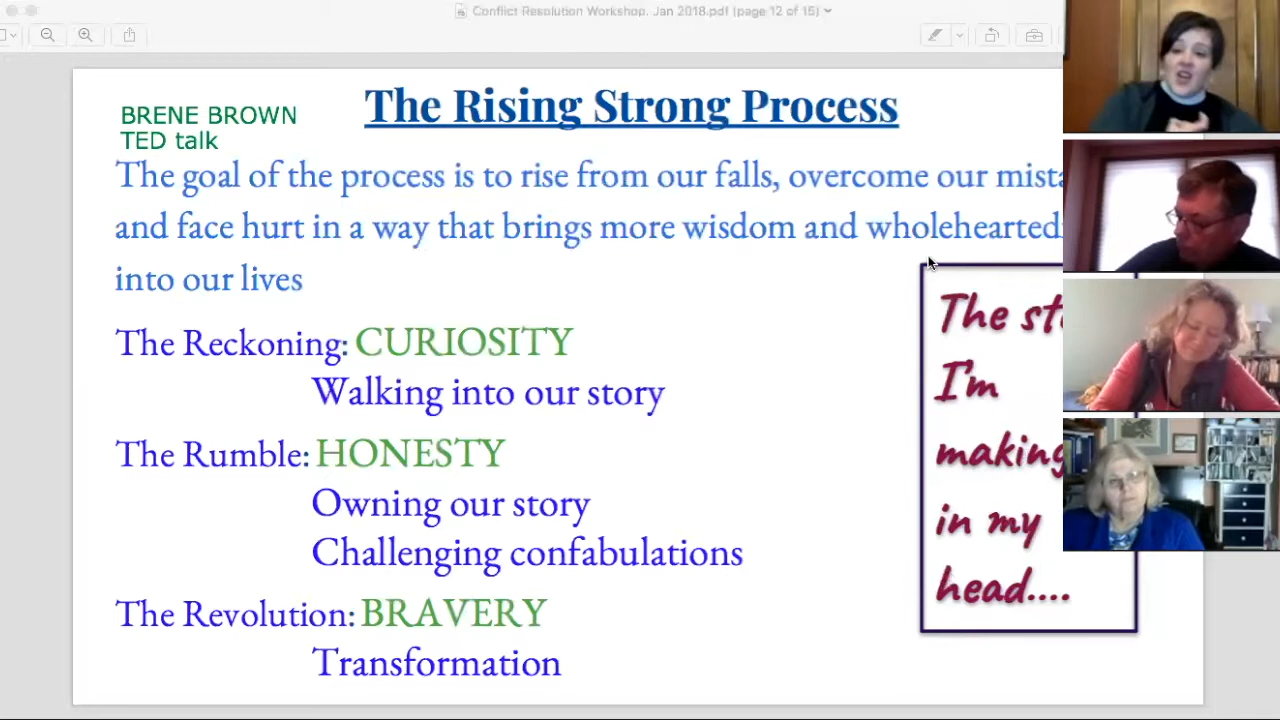 Conflict Resolution Workshop. Jan 2018.pdf (page 12 of 15)
BRENE BROWN
TED talk
The Rising Strong Process
The goal of the process is to rise from our falls, overcome our
and face hurt in a way that brings more wisdom and
into our lives
The Reckoning: CURIOSITY
Walking into our story
The Rumble: HONESTY
Owning our story
Challenging confabulations
The Revolution: BRAVERY
Transformation
The
I'm
making
in my
head....